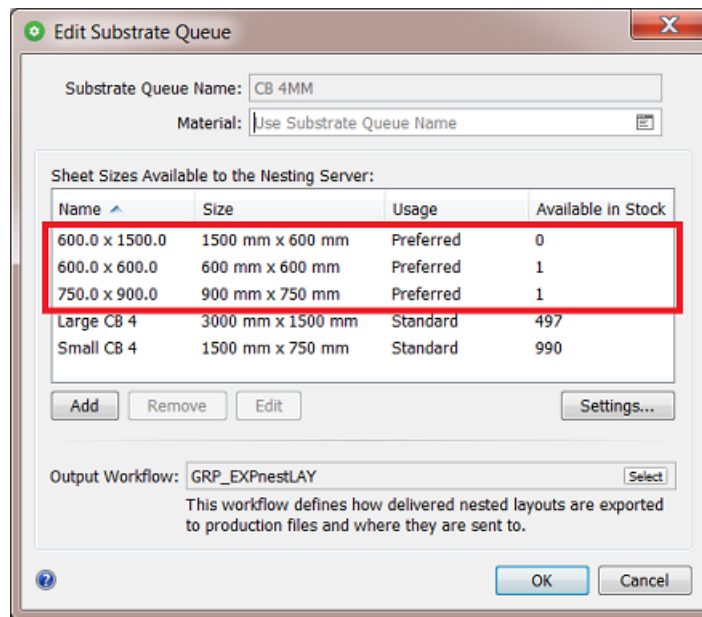 Edit Substrate Queue
Substrate Queue Name: CB 4MM
Material: Use Substrate Queue Name
Sheet Sizes Available to the Nesting Server:
Name Size Usage Available in Stock
600.0 x 1500.0 1500 mm x 600 mm Preferred 0
600.0 x 600.0 600 mm x 600 mm Preferred 1
750.0 x 900.0 900 mm x 750 mm Preferred 1
Large CB 4 3000 mm x 1500 mm Standard 497
Small CB 4 1500 mm x 750 mm Standard 990
Add Remove Edit Settings...
Output Workflow: GRP_EXPnestLAY Select
This workflow defines how delivered nested layouts are exported
to production files and where they are sent to.
? OK Cancel